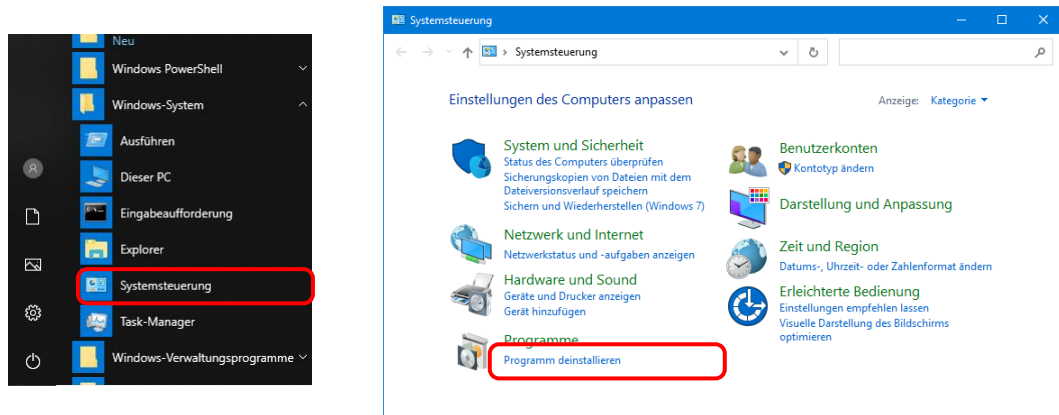 Neu
Windows PowerShell
Windows-System
Ausführen
Dieser PC
Eingabeaufforderung
Explorer
Systemsteuerung
Task-Manager
Windows-Verwaltungsprogramme
Systemsteuerung
Systemsteuerung
Einstellungen des Computers anpassen
Anzeige: Kategorie
System und Sicherheit
Status des Computers überprüfen
Sicherungskopien von Dateien mit dem
Dateiversionsverlauf speichern
Sichern und Wiederherstellen (Windows 7)
Netzwerk und Internet
Netzwerkstatus und -aufgaben anzeigen
Hardware und Sound
Geräte und Drucker anzeigen
Gerät hinzufügen
Programme
Programm deinstallieren
Benutzerkonten
Kontotyp ändern
Darstellung und Anpassung
Zeit und Region
Datums-, Uhrzeit- oder Zahlenformat ändern
Erleichterte Bedienung
Einstellungen empfehlen lassen
Visuelle Darstellung des Bildschirms
optimieren